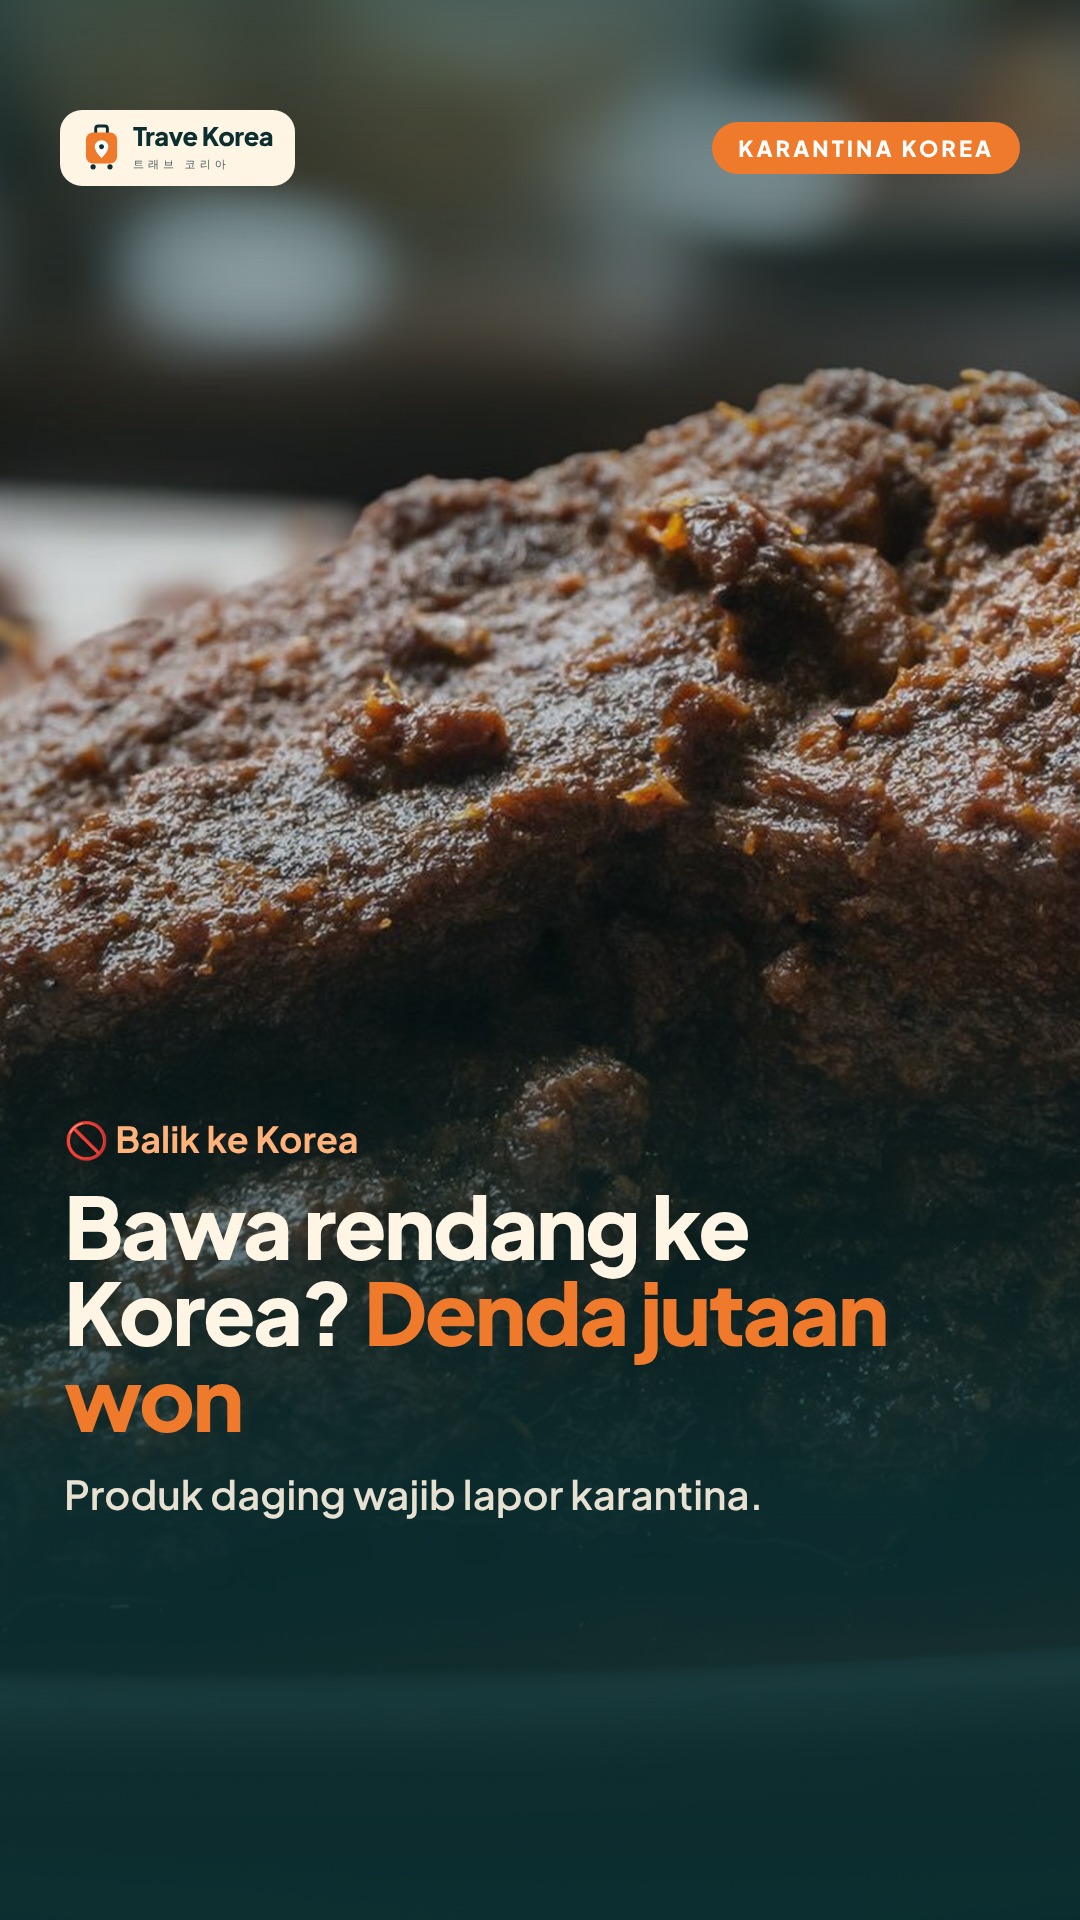 Trave Korea
트래브 코리아
KARANTINA KOREA
🚫 Balik ke Korea
Bawa rendang ke
Korea? Denda jutaan
won
Produk daging wajib lapor karantina.